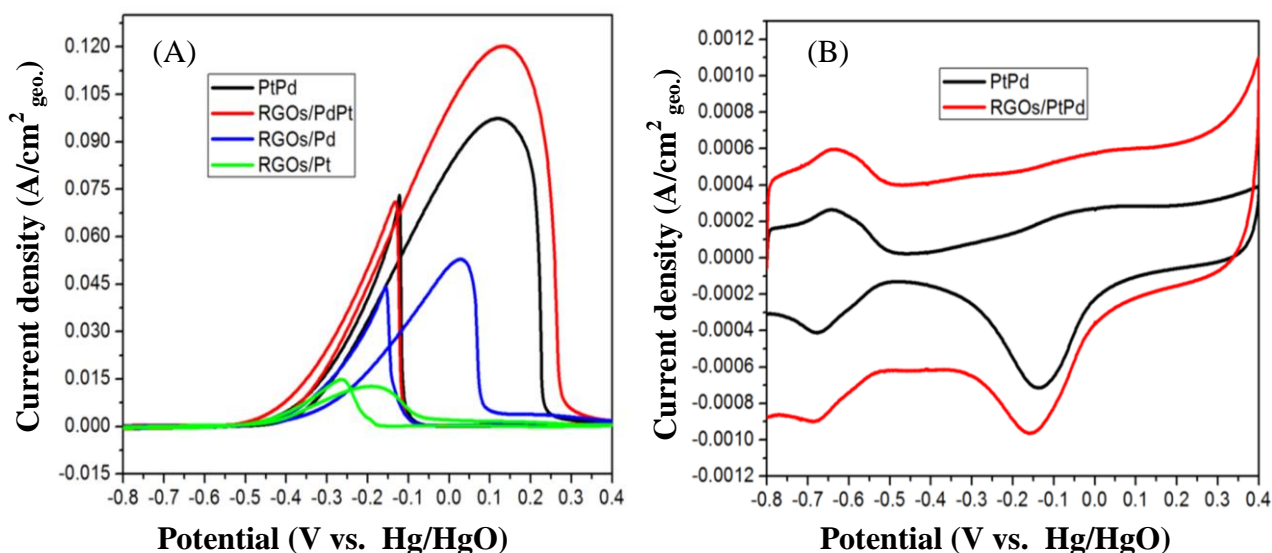 (A)
PtPd
RGOs/PdPt
RGOs/Pd
RGOs/Pt
0.120
0.105
0.090
0.075
0.060
0.045
0.030
0.015
0.000
-0.015
Current density (A/cm² geo.)
-0.8 -0.7 -0.6 -0.5 -0.4 -0.3 -0.2 -0.1 0.0 0.1 0.2 0.3 0.4
Potential (V vs. Hg/HgO)
(B)
PtPd
RGOs/PtPd
0.0012
0.0010
0.0008
0.0006
0.0004
0.0002
0.0000
-0.0002
-0.0004
-0.0006
-0.0008
-0.0010
-0.0012
Current density (A/cm² geo.)
-0.8 -0.7 -0.6 -0.5 -0.4 -0.3 -0.2 -0.1 0.0 0.1 0.2 0.3 0.4
Potential (V vs. Hg/HgO)